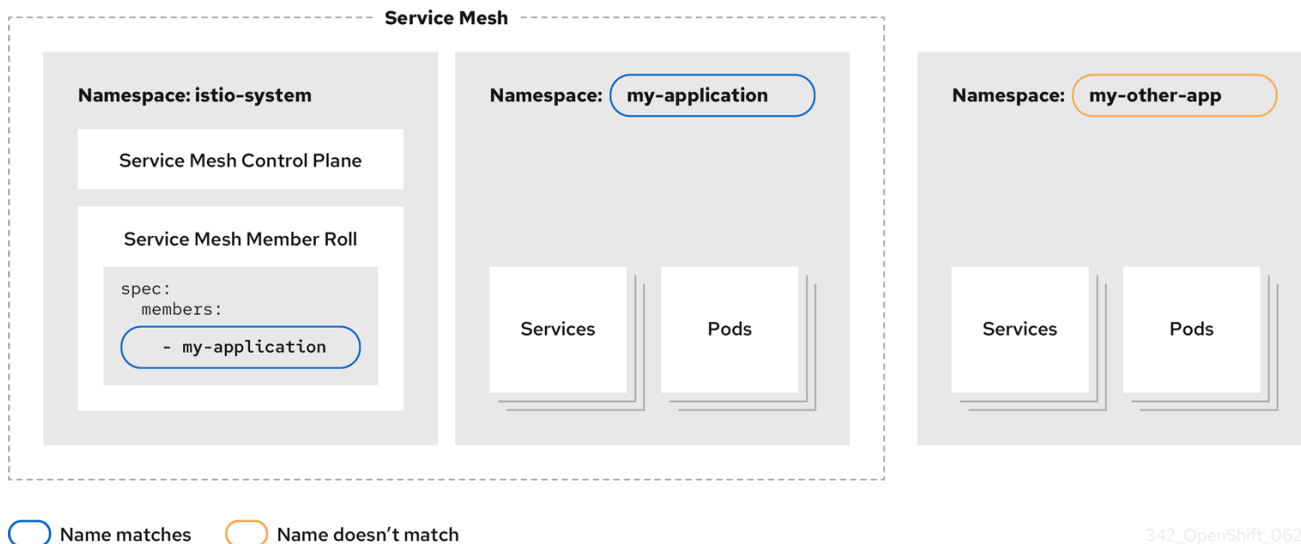 Service Mesh
Namespace: istio-system
Service Mesh Control Plane
Service Mesh Member Roll
spec:
members:
- my-application
Namespace: my-application
Services
Pods
Namespace: my-other-app
Services
Pods
Name matches
Name doesn’t match
342_OpenShift_062